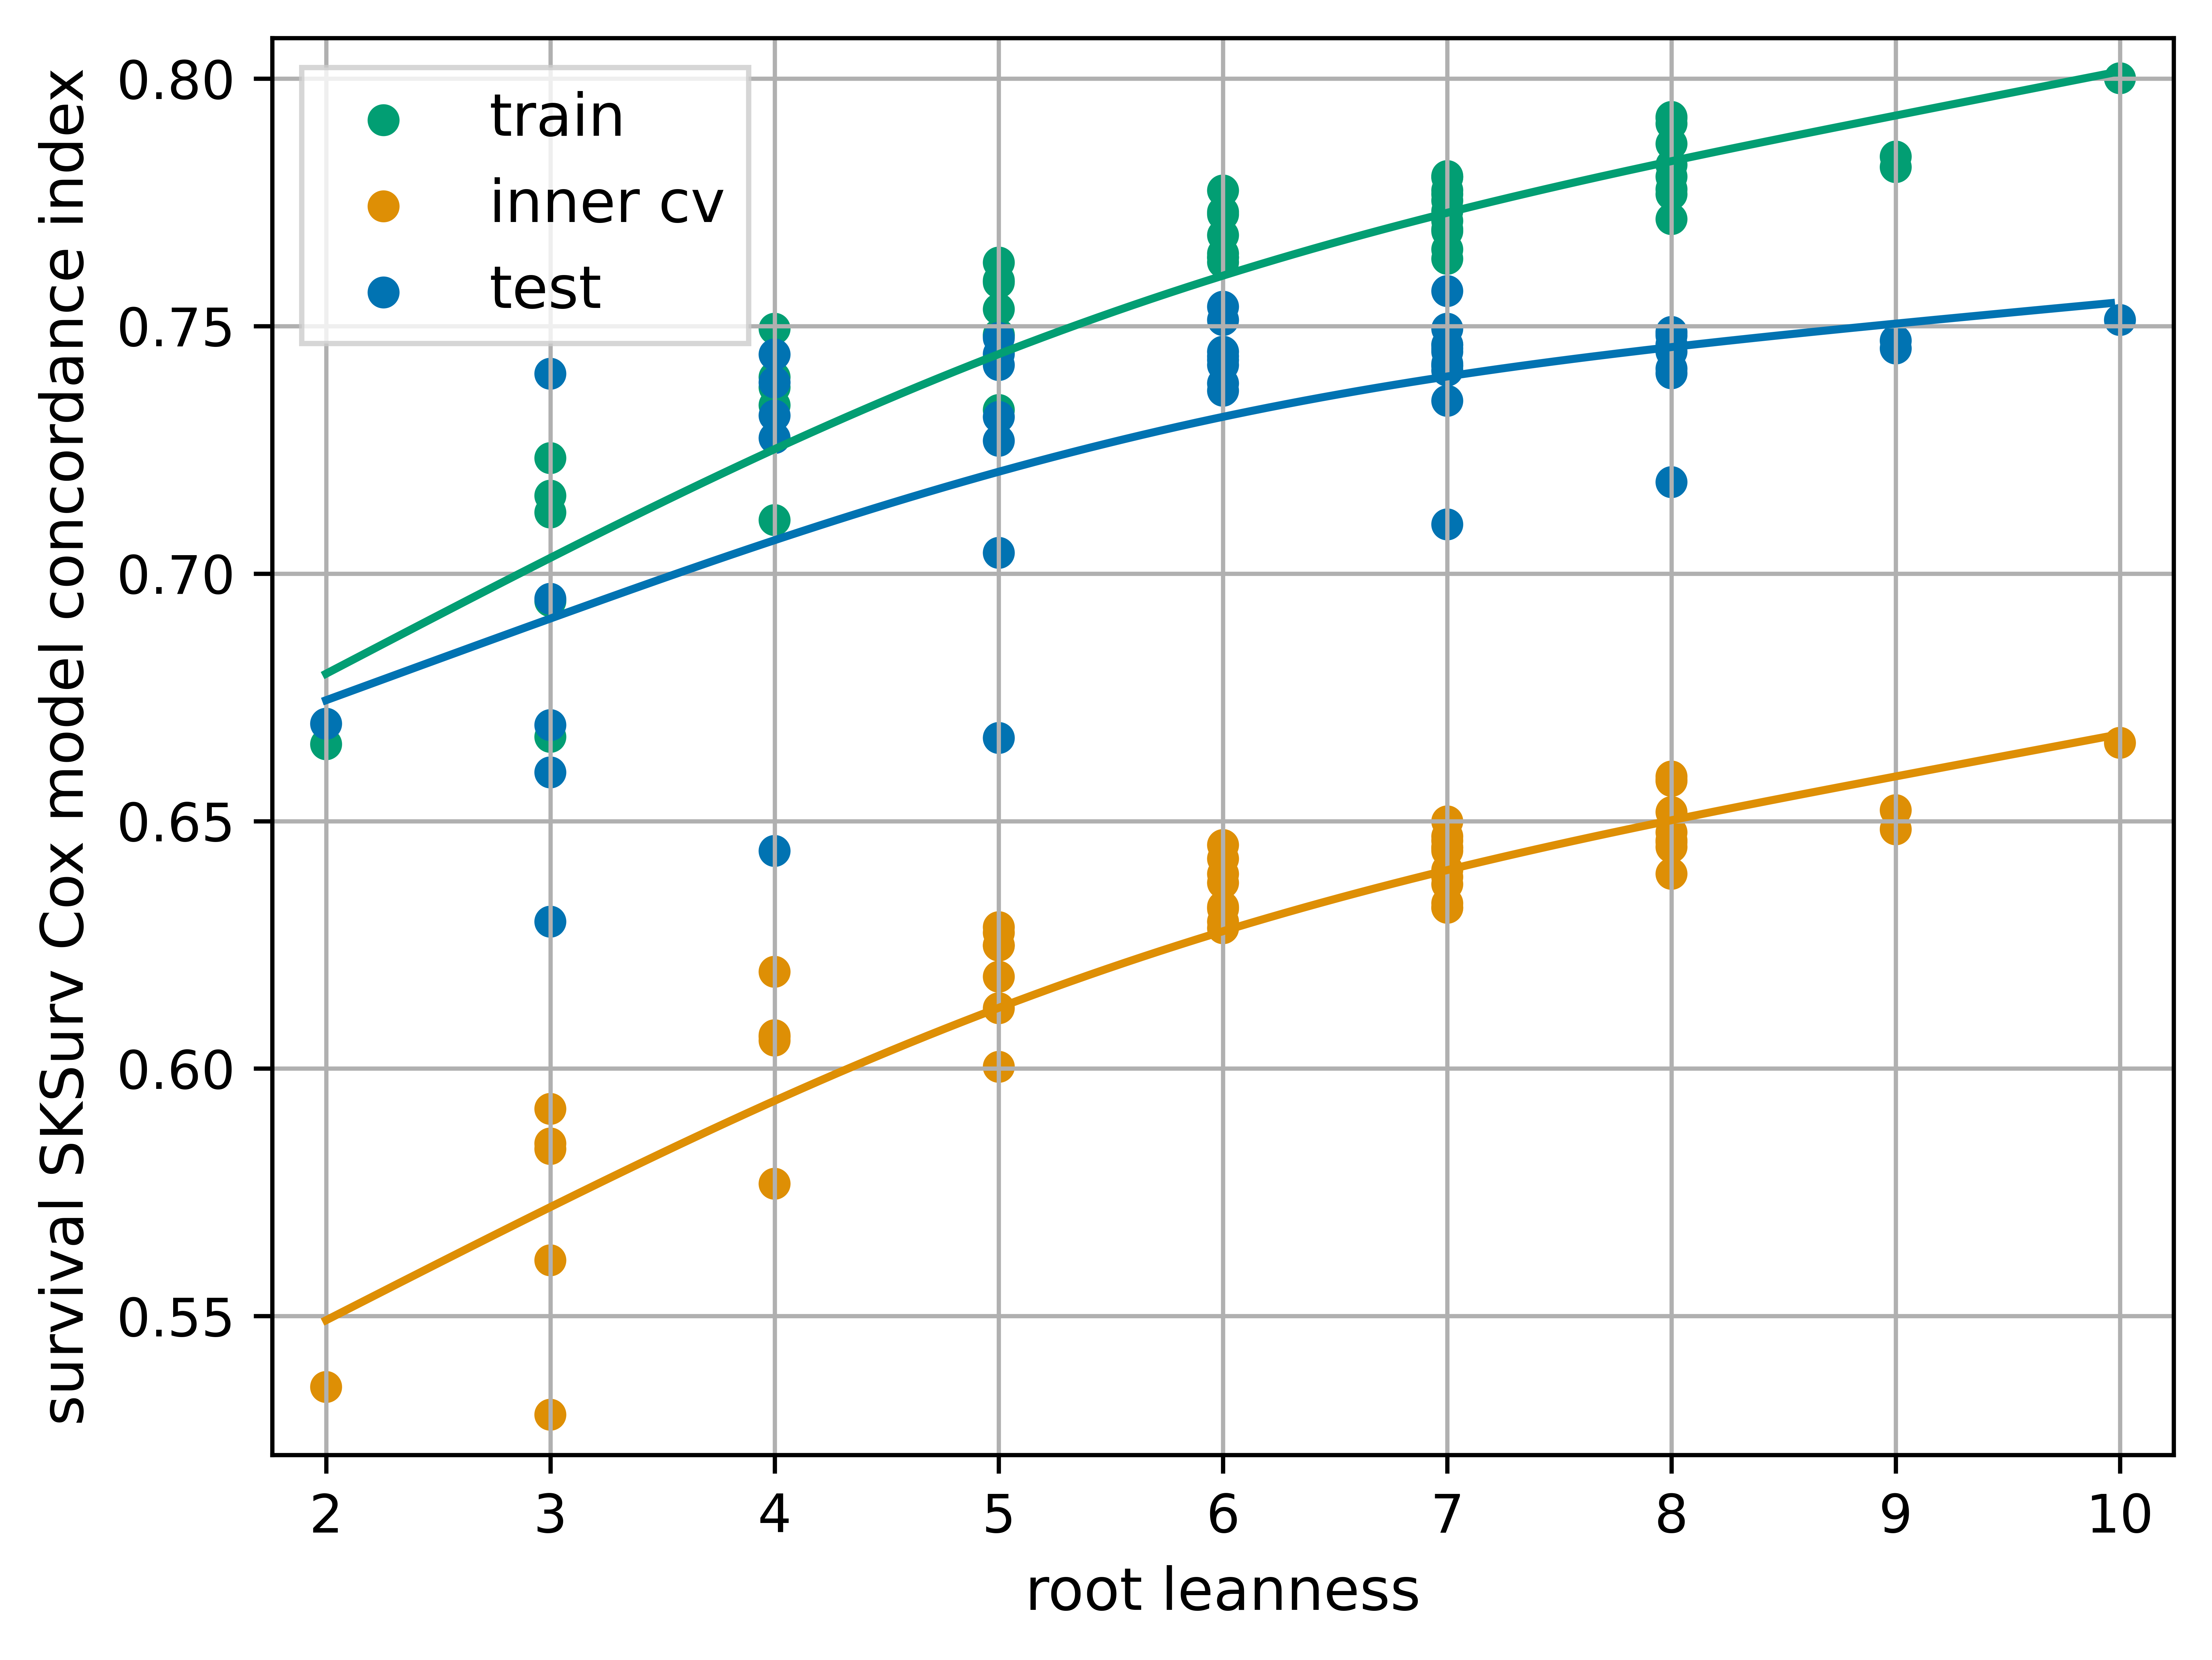 survival SKSurv Cox model concordance index
0.80
0.75
0.70
0.65
0.60
0.55
train
inner cv
test
2 3 4 5 6 7 8 9 10
root leanness